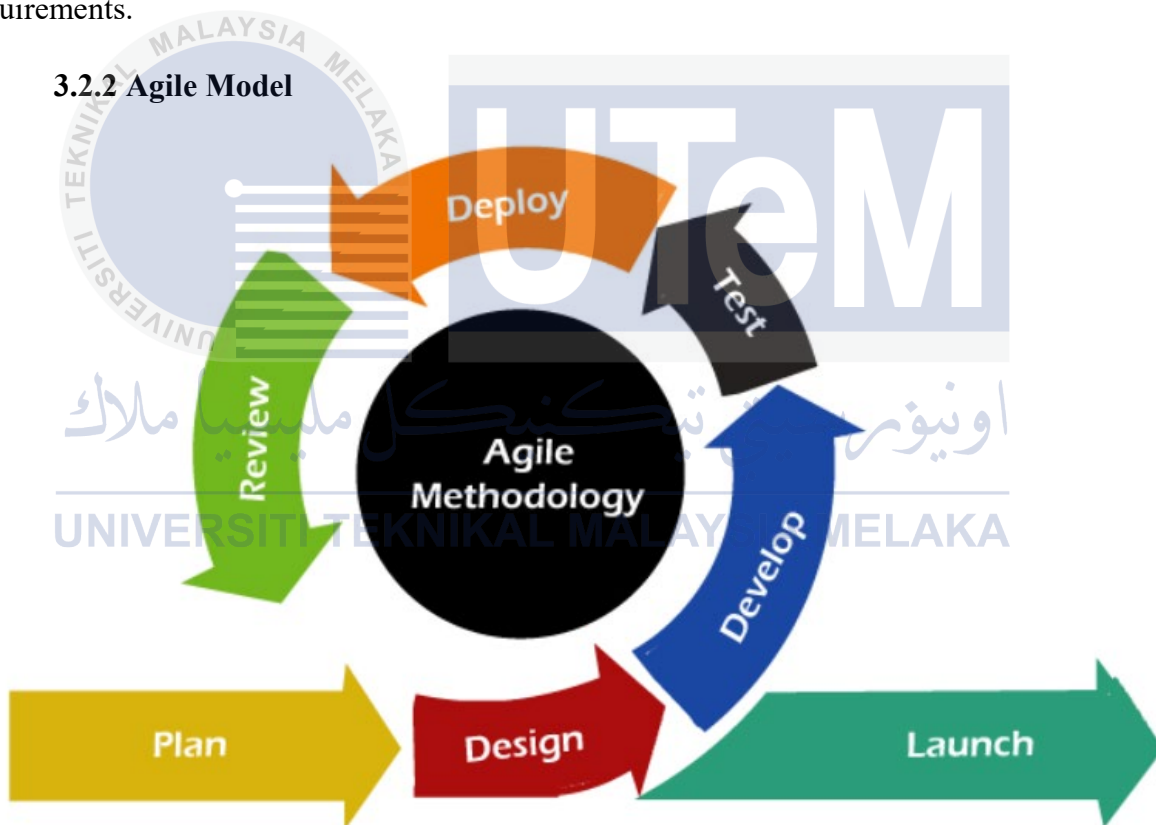 uirements.
3.2.2 Agile Model
UNIVERSITI TEKNIKAL MALAYSIA MELAKA
UTeM
Deploy
Test
Review
Agile
Methodology
Develop
اونيۏرسيتي تيكنيكل مليسيا ملاك
UNIVERSITI TEKNIKAL MALAYSIA MELAKA
Plan
Design
Launch